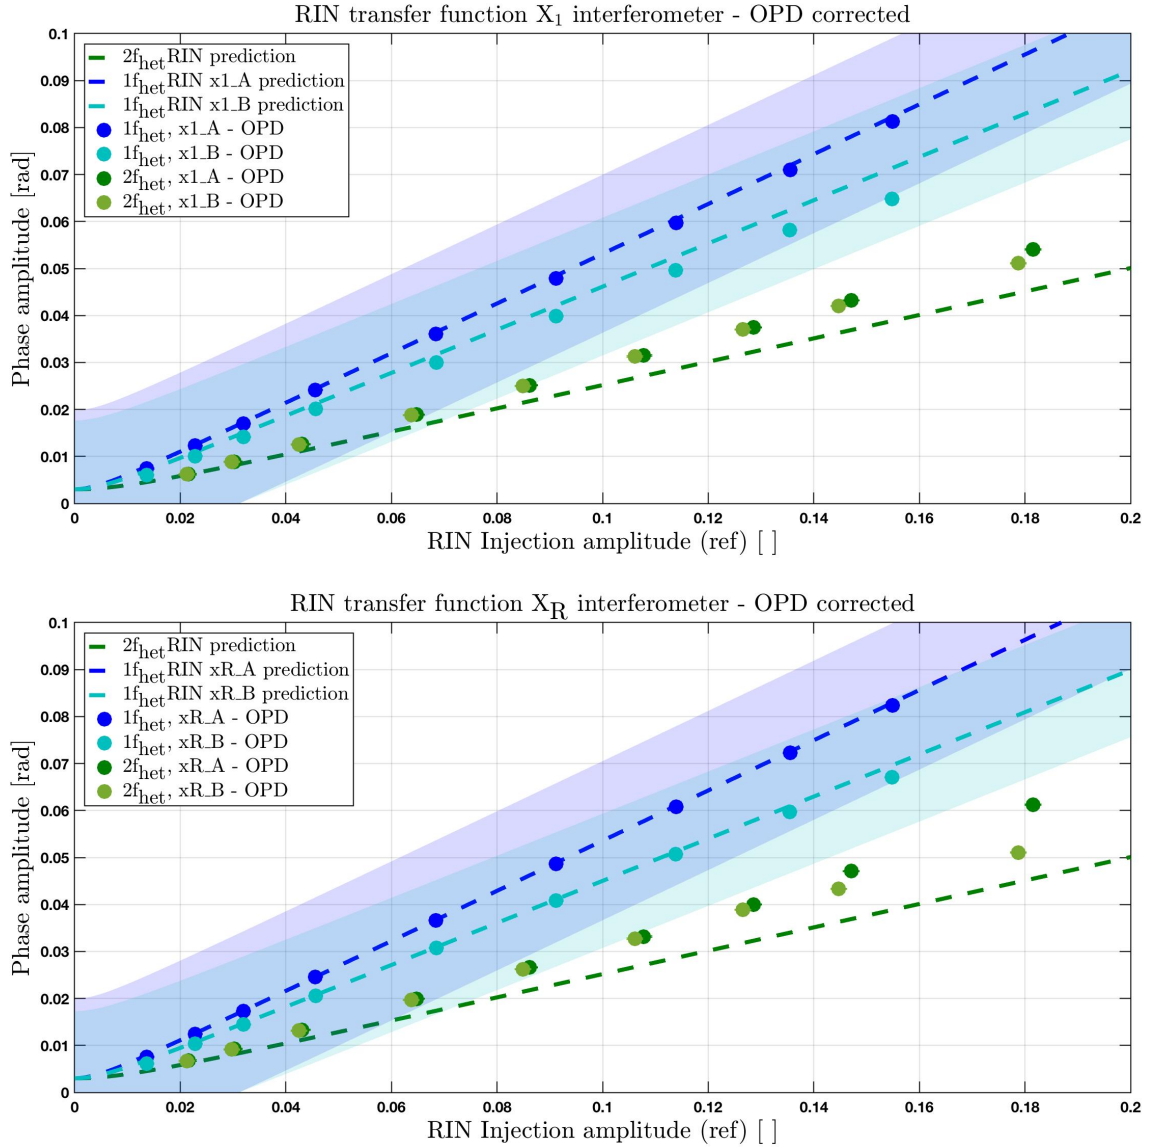 RIN transfer function X1 interferometer - OPD corrected
0.1
0.09
0.08
0.07
0.06
0.05
0.04
0.03
0.02
0.01
0
Phase amplitude [rad]
2fhetRIN prediction
1fhetRIN x1_A prediction
1fhetRIN x1_B prediction
1fhet, x1_A - OPD
1fhet, x1_B - OPD
2fhet, x1_A - OPD
2fhet, x1_B - OPD
0 0.02 0.04 0.06 0.08 0.1 0.12 0.14 0.16 0.18 0.2
RIN Injection amplitude (ref) [ ]
RIN transfer function XR interferometer - OPD corrected
0.1
0.09
0.08
0.07
0.06
0.05
0.04
0.03
0.02
0.01
0
Phase amplitude [rad]
2fhetRIN prediction
1fhetRIN xR_A prediction
1fhetRIN xR_B prediction
1fhet, xR_A - OPD
1fhet, xR_B - OPD
2fhet, xR_A - OPD
2fhet, xR_B - OPD
0 0.02 0.04 0.06 0.08 0.1 0.12 0.14 0.16 0.18 0.2
RIN Injection amplitude (ref) [ ]